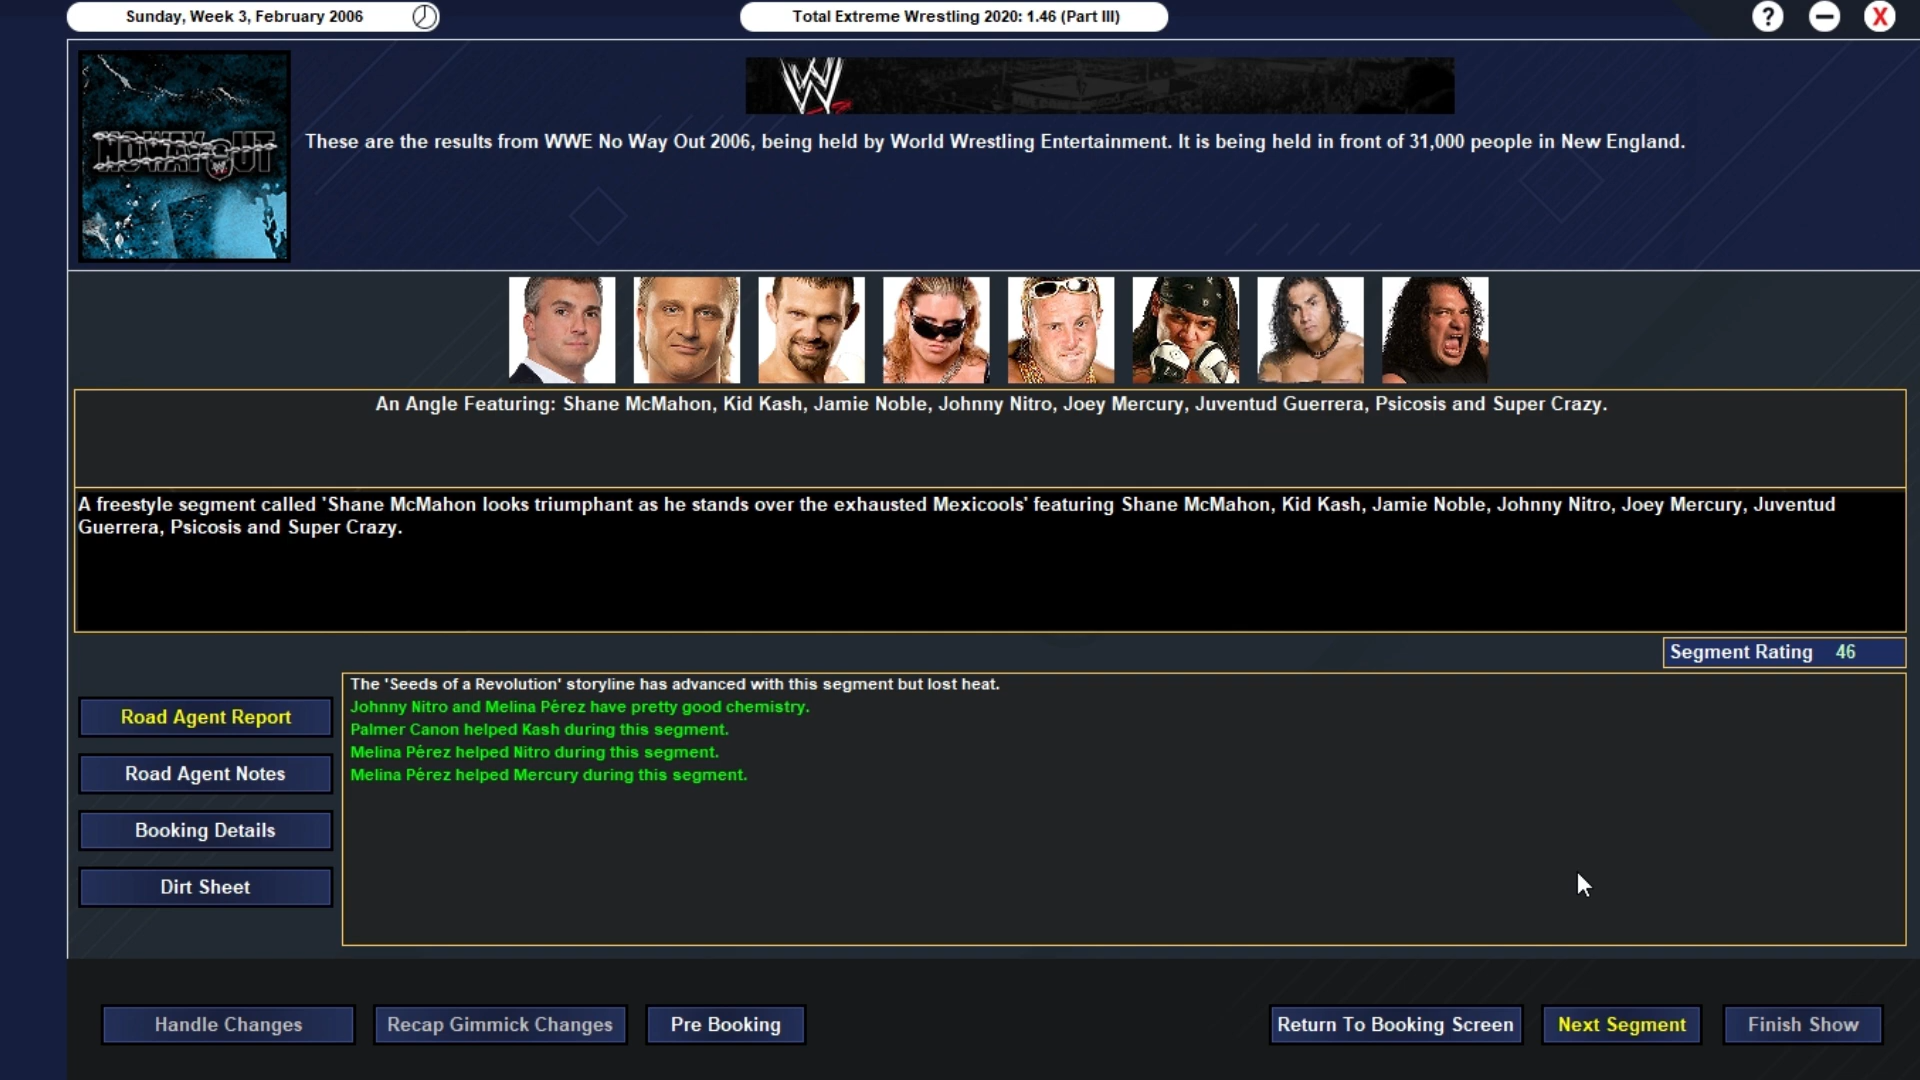 Sunday, Week 3, February 2006
Total Extreme Wrestling 2020: 1.46 (Part III)
?
X
NO WAY OUT
W
These are the results from WWE No Way Out 2006, being held by World Wrestling Entertainment. It is being held in front of 31,000 people in New England.
An Angle Featuring: Shane McMahon, Kid Kash, Jamie Noble, Johnny Nitro, Joey Mercury, Juventud Guerrera, Psicosis and Super Crazy.
A freestyle segment called 'Shane McMahon looks triumphant as he stands over the exhausted Mexicools' featuring Shane McMahon, Kid Kash, Jamie Noble, Johnny Nitro, Joey Mercury, Juventud
Guerrera, Psicosis and Super Crazy.
Segment Rating 46
Road Agent Report
Road Agent Notes
Booking Details
Dirt Sheet
The 'Seeds of a Revolution' storyline has advanced with this segment but lost heat.
Johnny Nitro and Melina Pérez have pretty good chemistry.
Palmer Canon helped Kash during this segment.
Melina Pérez helped Nitro during this segment.
Melina Pérez helped Mercury during this segment.
Handle Changes
Recap Gimmick Changes
Pre Booking
Return To Booking Screen
Next Segment
Finish Show